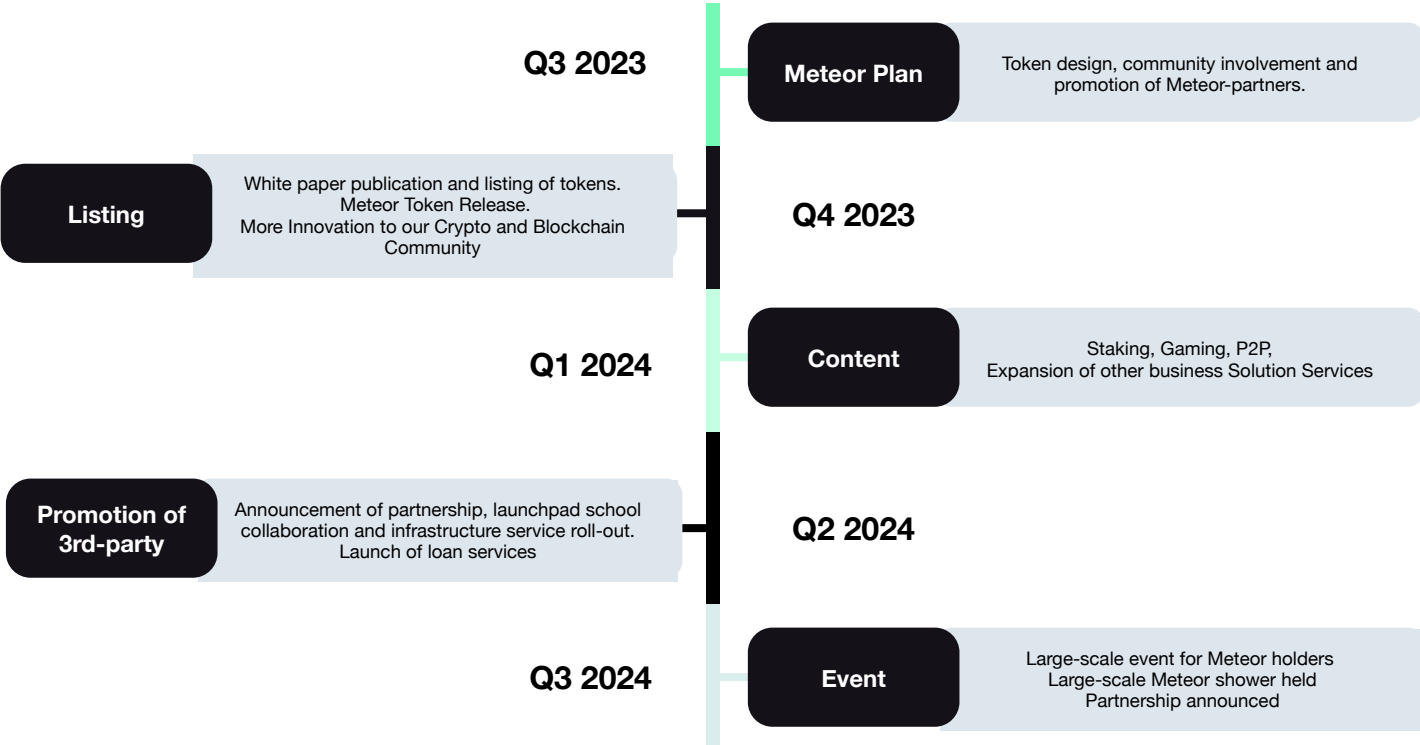 Q3 2023
Meteor Plan
Token design, community involvement and
promotion of Meteor-partners.
Listing
White paper publication and listing of tokens.
Meteor Token Release.
More Innovation to our Crypto and Blockchain
Community
Q4 2023
Q1 2024
Content
Staking, Gaming, P2P,
Expansion of other business Solution Services
Promotion of
3rd-party
Announcement of partnership, launchpad school
collaboration and infrastructure service roll-out.
Launch of loan services
Q2 2024
Q3 2024
Event
Large-scale event for Meteor holders
Large-scale Meteor shower held
Partnership announced